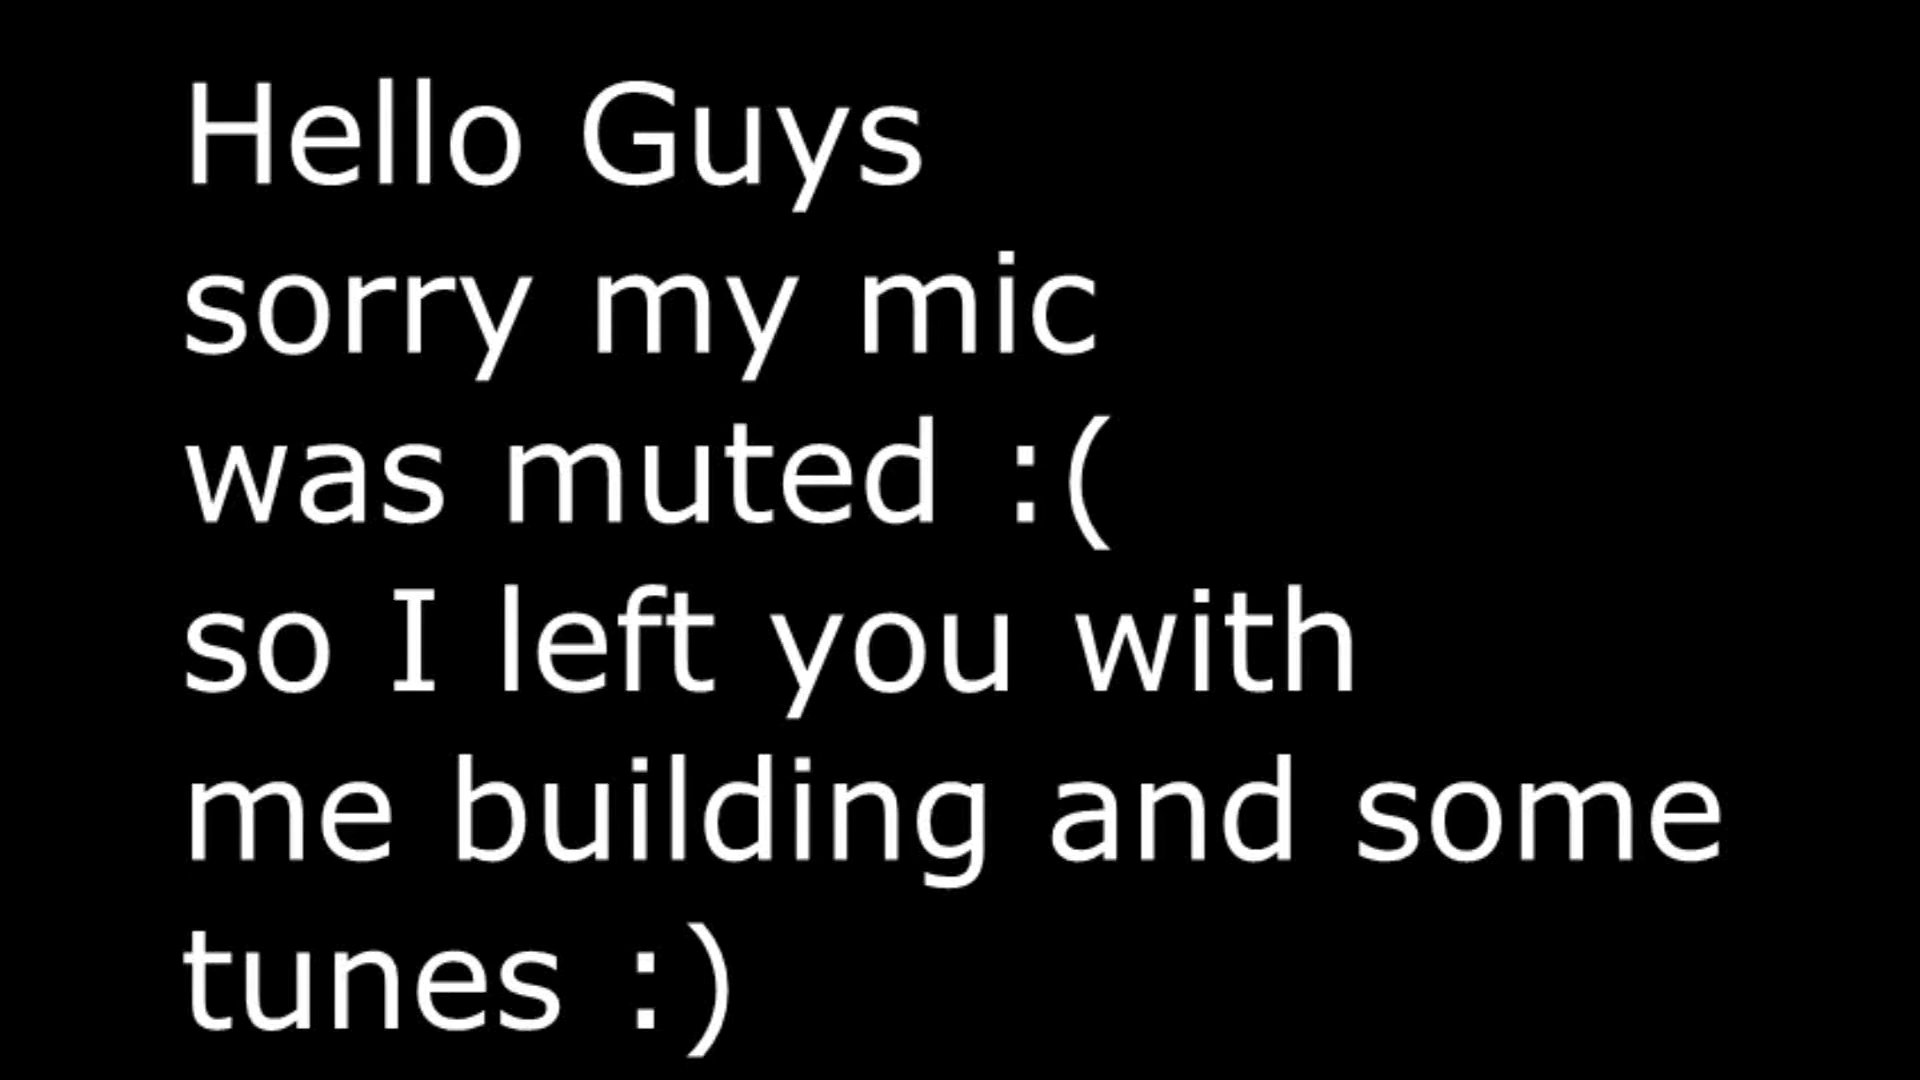 Hello Guys
sorry my mic
was muted :(
so I left you with
me building and some
tunes :)